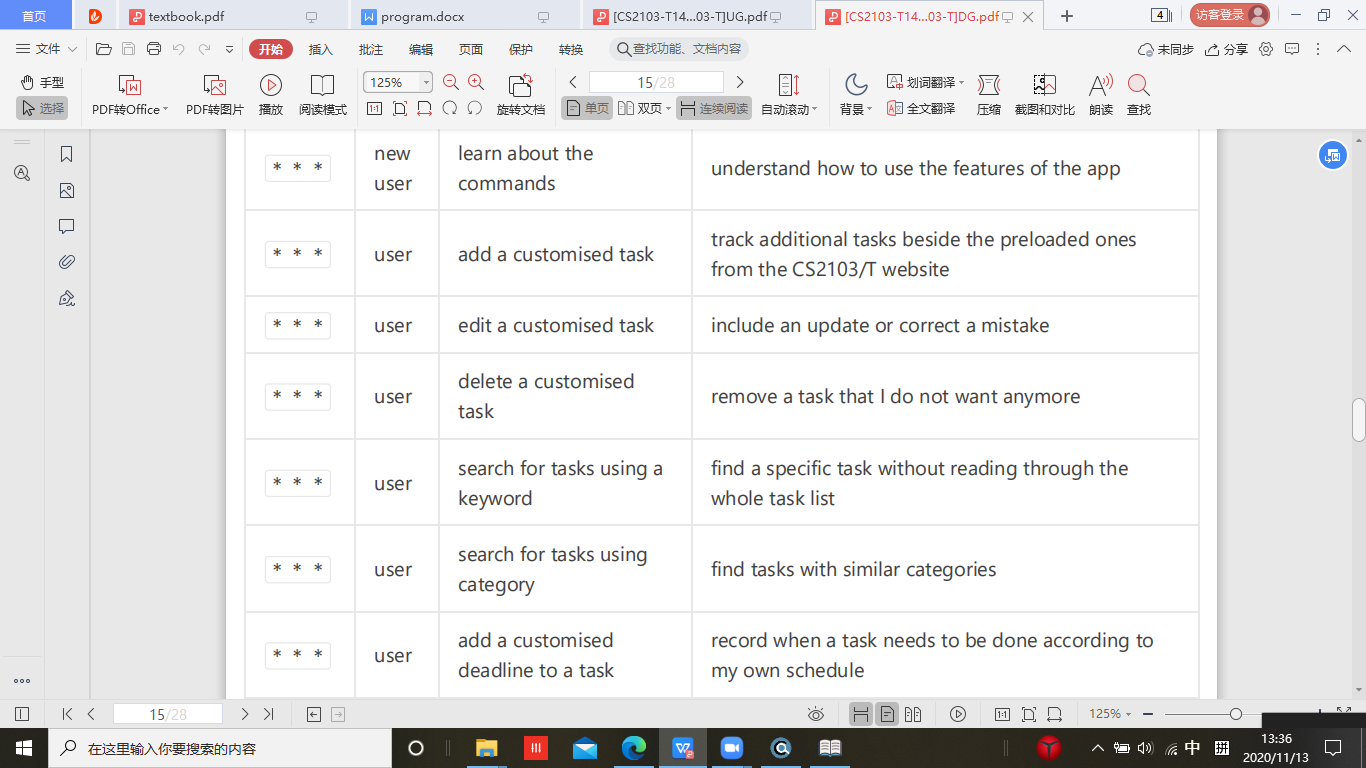 首页
textbook.pdf
program.docx
[CS2103-T14...03-T]UG.pdf
[CS2103-T14...03-T]DG.pdf
4
访客登录
文件
开始
插入
批注
编辑
页面
保护
转换
查找功能、文档内容
未同步
分享
手型
选择
PDF转Office
PDF转图片
播放
阅读模式
125%
旋转文档
15/28
单页
双页
连续阅读
自动滚动
背景
划词翻译
全文翻译
压缩
截图和对比
朗读
查找
* * *
new
user
learn about the
commands
understand how to use the features of the app
* * *
user
add a customised task
track additional tasks beside the preloaded ones
from the CS2103/T website
* * *
user
edit a customised task
include an update or correct a mistake
* * *
user
delete a customised
task
remove a task that I do not want anymore
* * *
user
search for tasks using a
keyword
find a specific task without reading through the
whole task list
* * *
user
search for tasks using
category
find tasks with similar categories
* * *
user
add a customised
deadline to a task
record when a task needs to be done according to
my own schedule
15/28
125%
在这里输入你要搜索的内容
中
拼
13:36
2020/11/13